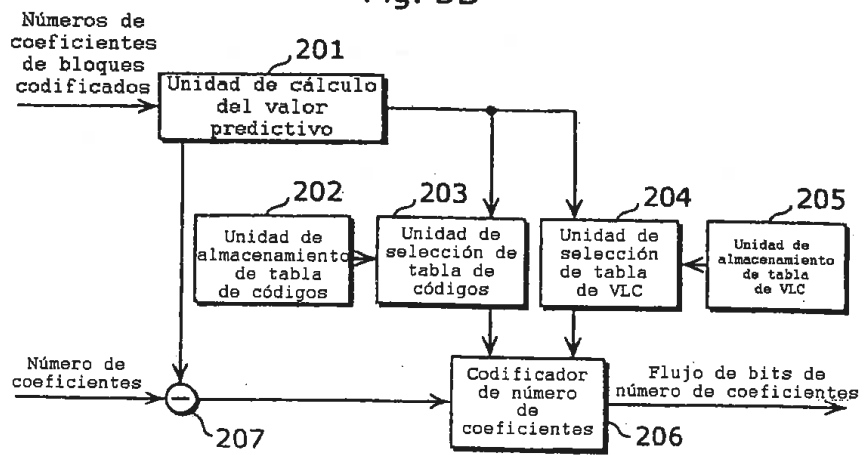 Números de
coeficientes
de bloques
codificados
201
Unidad de cálculo
del valor
predictivo
202
Unidad de
almacenamiento
de tabla
de códigos
203
Unidad de
selección de
tabla de
códigos
204
Unidad de
selección
de tabla
de VLC
205
Unidad de
almacenamiento
de tabla
de VLC
Número de
coeficientes
207
Codificador
de número
de
coeficientes
206
Flujo de bits de
número de coeficientes